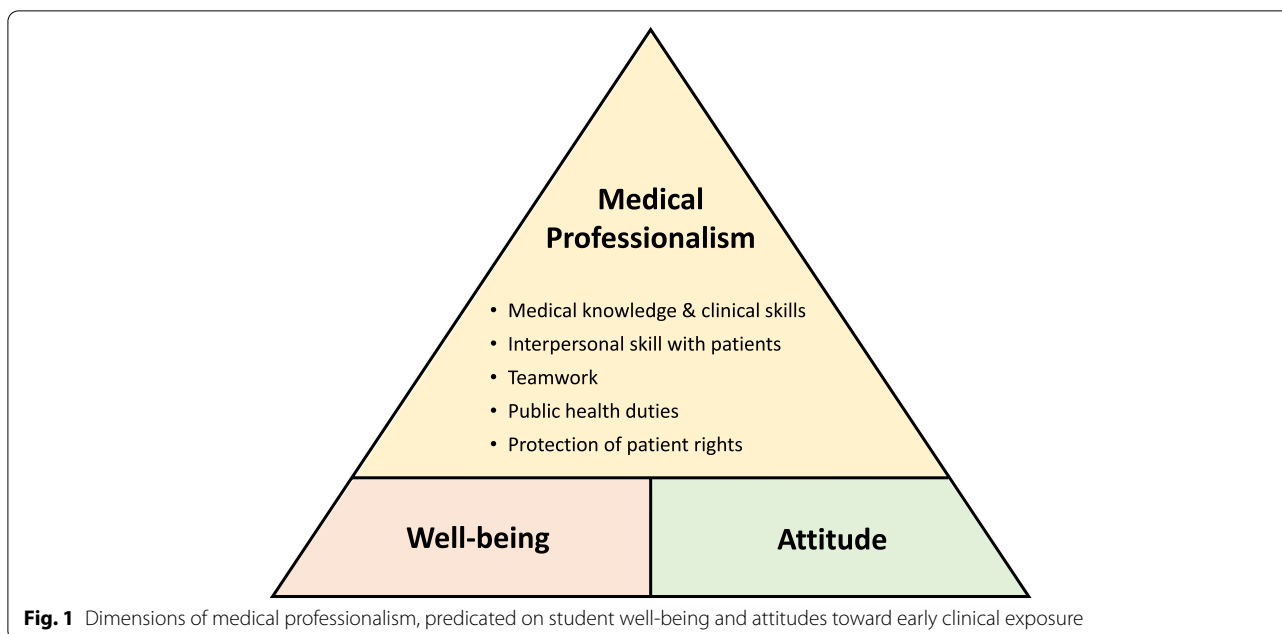 Medical
Professionalism
• Medical knowledge & clinical skills
• Interpersonal skill with patients
• Teamwork
• Public health duties
• Protection of patient rights
Well-being
Attitude
Fig. 1 Dimensions of medical professionalism, predicated on student well-being and attitudes toward early clinical exposure